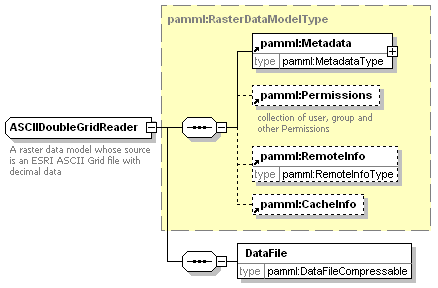 pamml:RasterDataModelType
pamml:Metadata
type pamml:MetadataType
pamml:Permissions
collection of user, group and
other Permissions
ASCIIDoubleGridReader
A raster data model whose source
is an ESRI ASCII Grid file with
decimal data
pamml:RemoteInfo
type pamml:RemoteInfoType
pamml:CacheInfo
DataFile
type pamml:DataFileCompressable